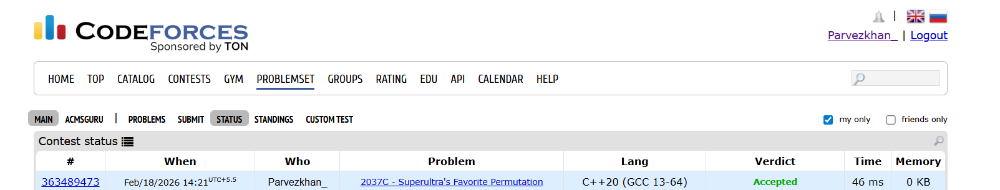 CODEFORCES
Sponsored by TON
|
Parvezkhan_ | Logout
HOME TOP CATALOG CONTESTS GYM PROBLEMSET GROUPS RATING EDU API CALENDAR HELP
MAIN ACMSGURU | PROBLEMS SUBMIT STATUS STANDINGS CUSTOM TEST my only friends only
Contest status
# When Who Problem Lang Verdict Time Memory
363489473 Feb/18/2026 14:21UTC+5.5 Parvezkhan_ 2037C - Superultra's Favorite Permutation C++20 (GCC 13-64) Accepted 46 ms 0 KB